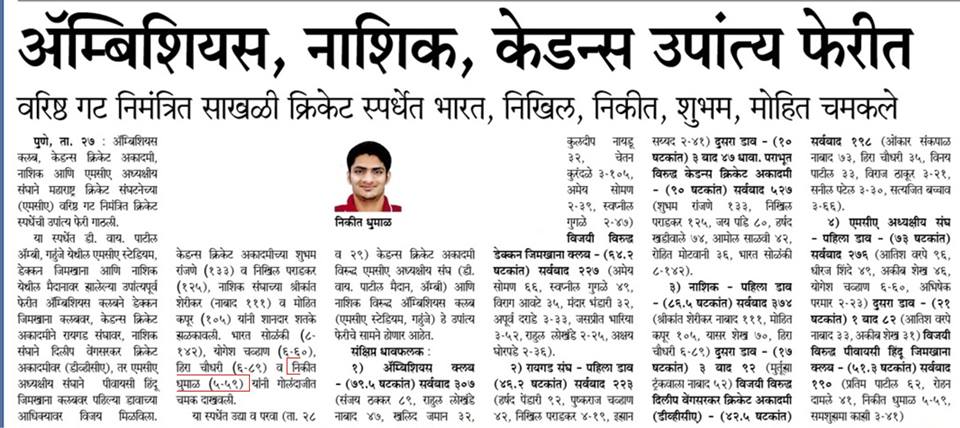 ॲम्बिशियस, नाशिक, केडन्स उपांत्य फेरीत
वरिष्ठ गट निमंत्रित साखळी क्रिकेट स्पर्धेत भारत, निखिल, निकीत, शुभम, मोहित चमकले
पुणे, ता. २७ : ॲम्बिशियस
क्लब, केडन्स क्रिकेट अकादमी,
नाशिक आणि एमसीए अध्यक्षीय
संघाने महाराष्ट्र क्रिकेट संघटनेच्या
(एमसीए) वरिष्ठ गट निमंत्रित क्रिकेट
स्पर्धेची उपांत्य फेरी गाठली.
या स्पर्धेत डी. वाय. पाटील
ॲम्बी, गहुंजे येथील एमसीए स्टेडियम,
डेक्कन जिमखाना आणि नाशिक
येथील मैदानावर झालेल्या उपांत्यपूर्व
फेरीत ॲम्बिशियस क्लबने डेक्कन
जिमखाना क्लबवर, केडन्स क्रिकेट
अकादमीने रायगड संघावर, नाशिक
संघाने दिलीप वेंगसरकर क्रिकेट
अकादमीवर (डीव्हीसीए), तर एमसीए
अध्यक्षीय संघाने पीवायसी हिंदू
जिमखाना क्लबवर पहिल्या डावाच्या
आधिक्यावर विजय मिळविला.
केडन्स क्रिकेट अकादमीच्या शुभम
रांजणे (१३३) व निखिल पराडकर
(१२५), नाशिक संघाच्या श्रीकांत
शेरीकर (नाबाद १११) व मोहित
कपूर (१०५) यांनी शानदार शतके
झळकावली. भारत सोळंकी (८-
१४२), योगेश चव्हाण (६-६०),
हिरा चौधरी (६-८९) व निकीत
धुमाळ (५-५९) यांनी गोलंदाजीत
चमक दाखवली.
या स्पर्धेत उद्या व परवा (ता. २८
निकीत धुमाळ
व २९) केडन्स क्रिकेट अकादमी
विरुद्ध एमसीए अध्यक्षीय संघ (डी.
वाय. पाटील मैदान, ॲम्बी) आणि
नाशिक विरुद्ध ॲम्बिशियस क्लब
(एमसीए स्टेडियम, गहुंजे) हे उपांत्य
फेरीचे सामने होणार आहेत.
संक्षिप्त धावफलक :
१) ॲम्बिशियस क्लब -
(७९.५ षटकांत) सर्वबाद ३०७
(संजय ठक्कर ८९, राहुल लोखंडे
नाबाद ४७, खलिद जमान ३२,
कुलदीप नायडू
३२, चेतन
कुरंदळे ३-१०५,
अमेय सोमण
२-३९, स्वप्नील
गुगळे २-४७)
विजयी विरुद्ध
डेक्कन जिमखाना क्लब - (६४.२
षटकांत) सर्वबाद २२७ (अमेय
सोमण ६६, स्वप्नील गुगळे ४९,
विराग आवटे ३५, मंदार भंडारी ३२,
अपूर्व दराडे ३-३३, जसप्रीत भारिया
३-५२, राहुल लोखंडे २-२५, अक्षय
घोरपडे २-३६).
२) रायगड संघ - पहिला डाव -
(४६.२ षटकांत) सर्वबाद २२३
(हर्षद पेंडारी ९२, पुष्कराज चव्हाण
४२, निखिल पराडकर ४-१९, इम्रान
सय्यद २-४१) दुसरा डाव - (१०
षटकांत) ३ बाद ४७ धावा. पराभूत
विरुद्ध केडन्स क्रिकेट अकादमी -
(९० षटकांत) सर्वबाद ५२७
(शुभम रांजणे १३३, निखिल
पराडकर १२५, जय पांडे ८०, हर्षद
खडीवाले ७४, आमोल साळवी ४२,
रोहित मोटवानी ३६, भारत सोळंकी
८-१४२).
३) नाशिक - पहिला डाव -
(८६.५ षटकांत) सर्वबाद ३७४
(श्रीकांत शेरीकर नाबाद १११, मोहित
कपूर १०५, यासर शेख ७०, हिरा
चौधरी ६-८९) दुसरा डाव - (१७
षटकांत) ३ बाद ९२ (मुर्तुझा
ट्रंकवाला नाबाद ५२) विजयी विरुद्ध
दिलीप वेंगसरकर क्रिकेट अकादमी
(डीव्हीसीए) - (४२.५ षटकांत)
सर्वबाद १९८ (ओंकार संकपाळ
नाबाद ७३, हिरा चौधरी ३५, विनय
पाटील ३३, विराज ठाकूर ३-२१,
सनील पटेल ३-३०, सत्यजित बच्छाव
३-६६).
४) एमसीए अध्यक्षीय संघ
- पहिला डाव - (७३ षटकांत)
सर्वबाद २७६ (आतिश वरपे ९६,
धीरज शिंदे ४९, अकीब शेख ४६,
योगेश चव्हाण ६-६०, अभिषेक
परमार २-२३) दुसरा डाव - (२१
षटकांत) १ बाद ८२ (आतिश वरपे
नाबाद ३३, अकीब शेख ३१) विजयी
विरुद्ध पीवायसी हिंदू जिमखाना
क्लब - (५१.३ षटकांत) सर्वबाद
१९० (प्रतिम पाटील ६२, रोहन
दामले ४१, निकीत धुमाळ ५-५९,
समशुझ्मा काझी ३-४१)